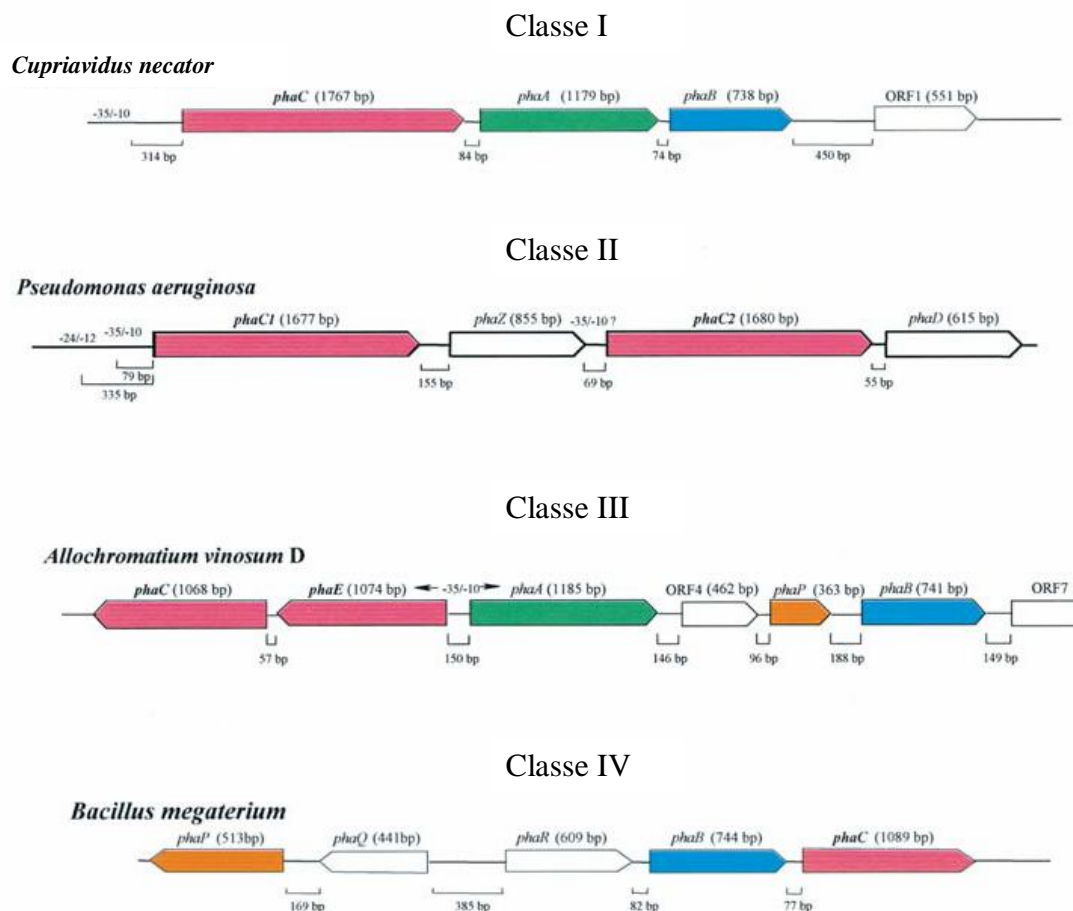 Classe I
Cupriavidus necator
phaC (1767 bp) phaA (1179 bp) phaB (738 bp) ORF1 (551 bp)
-35/-10
314 bp 84 bp 74 bp 450 bp
Classe II
Pseudomonas aeruginosa
phaC1 (1677 bp) phaZ (855 bp) -35/-10 ? phaC2 (1680 bp) phaD (615 bp)
-24/-12 -35/-10
79 bp 155 bp 69 bp 55 bp
335 bp
Classe III
Allochromatium vinosum D
phaC (1068 bp) phaE (1074 bp) -35/-10 phaA (1185 bp) ORF4 (462 bp) phaP (363 bp) phaB (741 bp) ORF7
57 bp 150 bp 146 bp 96 bp 188 bp 149 bp
Classe IV
Bacillus megaterium
phaP (513bp) phaQ (441bp) phaR (609 bp) phaB (744 bp) phaC (1089 bp)
169 bp 385 bp 82 bp 77 bp